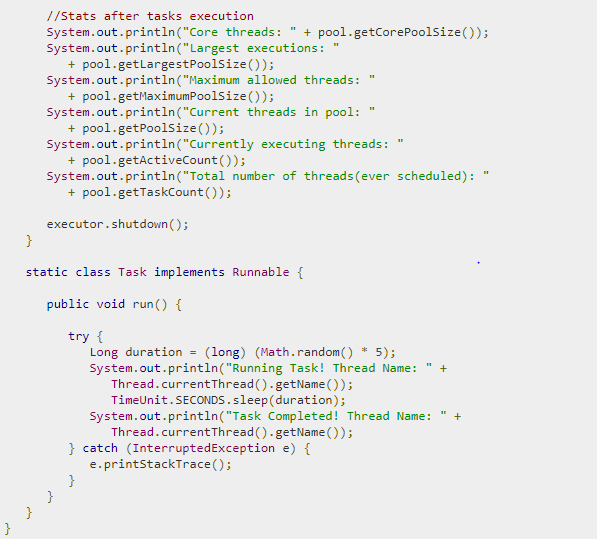 //Stats after tasks execution
System.out.println("Core threads: " + pool.getCorePoolSize());
System.out.println("Largest executions: "
+ pool.getLargestPoolSize());
System.out.println("Maximum allowed threads: "
+ pool.getMaximumPoolSize());
System.out.println("Current threads in pool: "
+ pool.getPoolSize());
System.out.println("Currently executing threads: "
+ pool.getActiveCount());
System.out.println("Total number of threads(ever scheduled): "
+ pool.getTaskCount());
executor.shutdown();
}
static class Task implements Runnable {
public void run() {
try {
Long duration = (long) (Math.random() * 5);
System.out.println("Running Task! Thread Name: " +
Thread.currentThread().getName());
TimeUnit.SECONDS.sleep(duration);
System.out.println("Task Completed! Thread Name: " +
Thread.currentThread().getName());
} catch (InterruptedException e) {
e.printStackTrace();
}
}
}
}